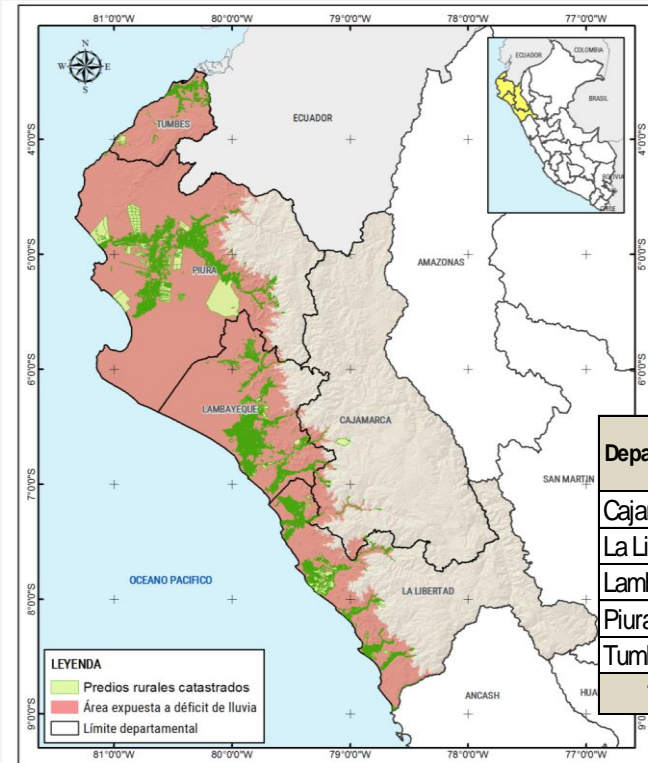 81°0'0"O 80°0'0"O 79°0'0"O 78°0'0"O 77°0'0"O
N
W E
S
ECUADOR
COLOMBIA
BRASIL
BOLIVIA
CHILE
TUMBES
ECUADOR
4°0'0"S 4°0'0"S
5°0'0"S 5°0'0"S
AMAZONAS
PIURA
6°0'0"S 6°0'0"S
LAMBAYEQUE
CAJAMARCA
Depa
SAN MARTIN
7°0'0"S 7°0'0"S
Cajar
La Li
Lamb
Piura
Tumb
OCEANO PACIFICO
LA LIBERTAD
8°0'0"S 8°0'0"S
HUA
ANCASH
LEYENDA
Predios rurales catastrados
Área expuesta a déficit de lluvia
Límite departamental
9°0'0"S 9°0'0"S
81°0'0"O 80°0'0"O 79°0'0"O 78°0'0"O 77°0'0"O